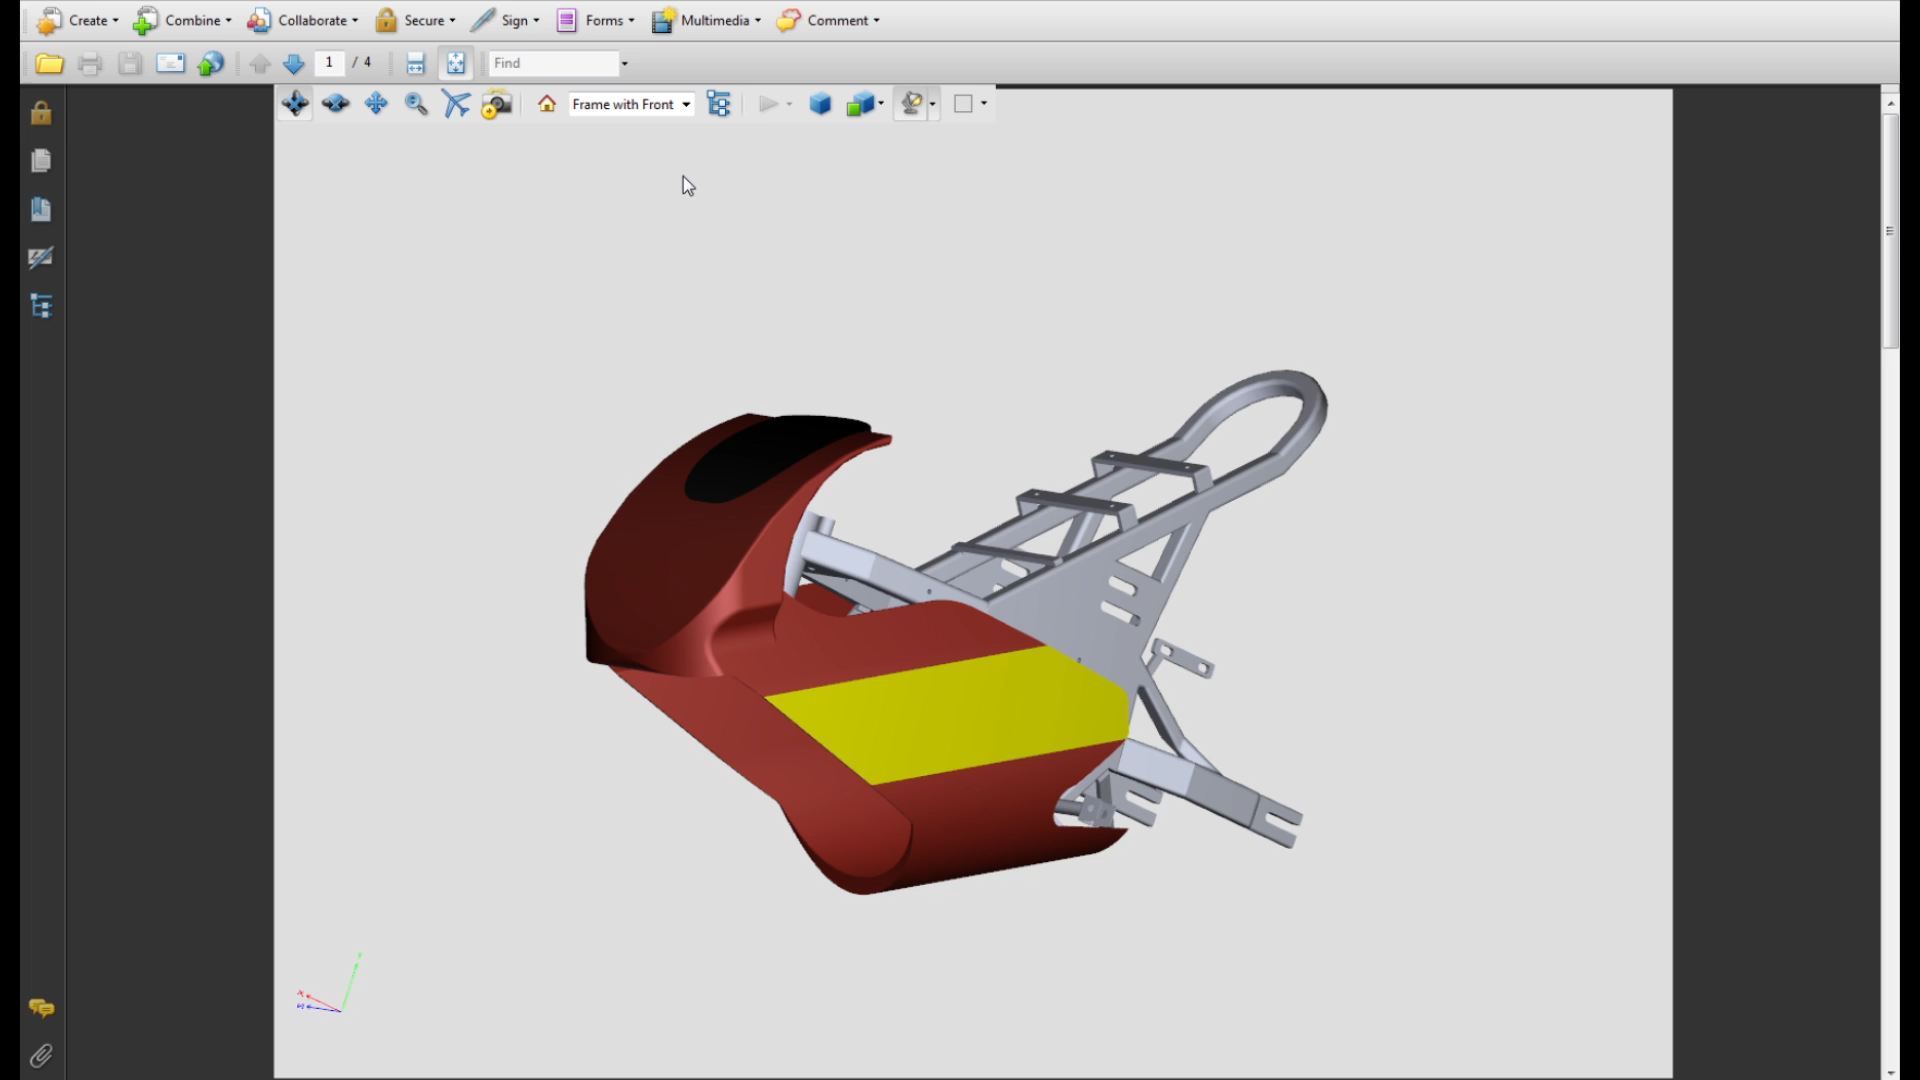 Create Combine Collaborate Secure Sign Forms Multimedia Comment
1 / 4 Find
Frame with Front